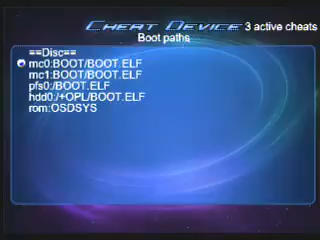 Cheat Device 3 active cheats
Boot paths
==Disc==
mc0:BOOT/BOOT.ELF
mc1:BOOT/BOOT.ELF
pfs0:/BOOT.ELF
hdd0:/+OPL/BOOT.ELF
rom:OSDSYS